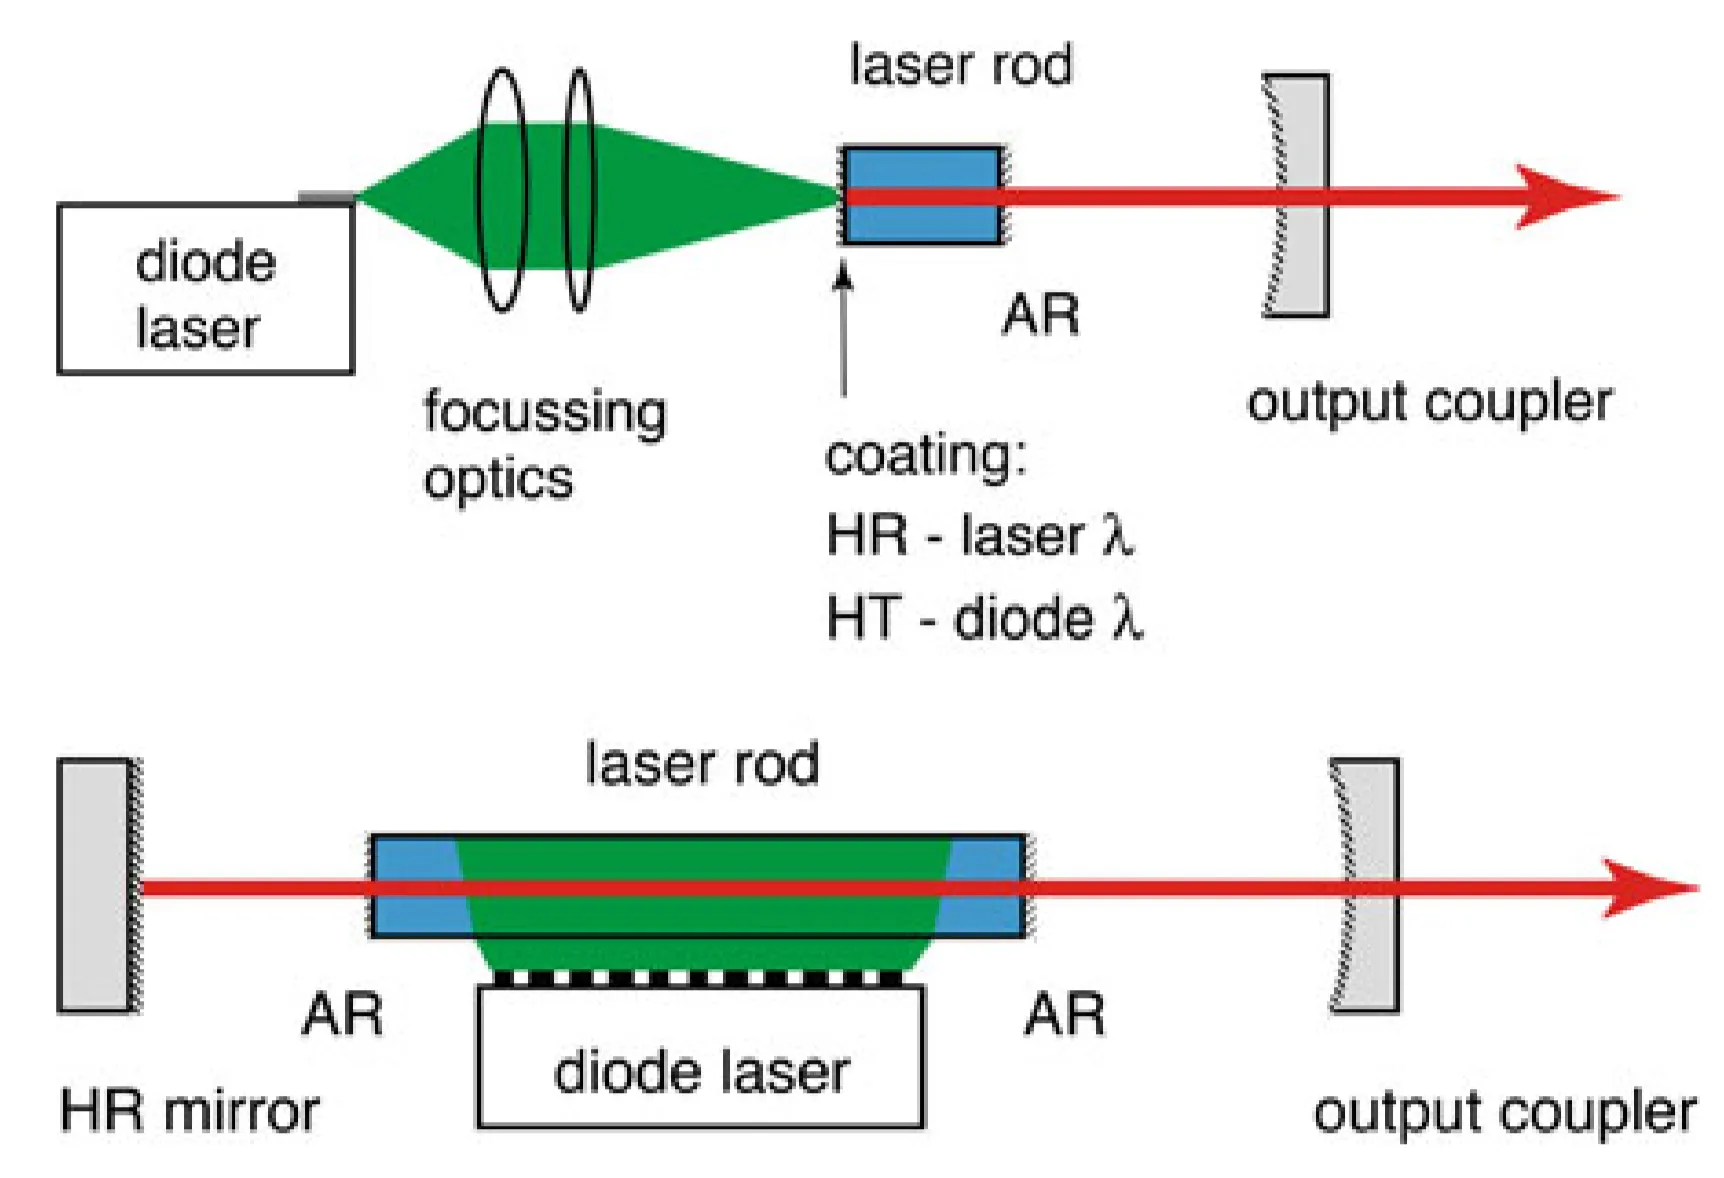 laser rod
diode
laser
AR
focussing
optics
output coupler
coating:
HR - laser λ
HT - diode λ
laser rod
AR
AR
diode laser
HR mirror
output coupler